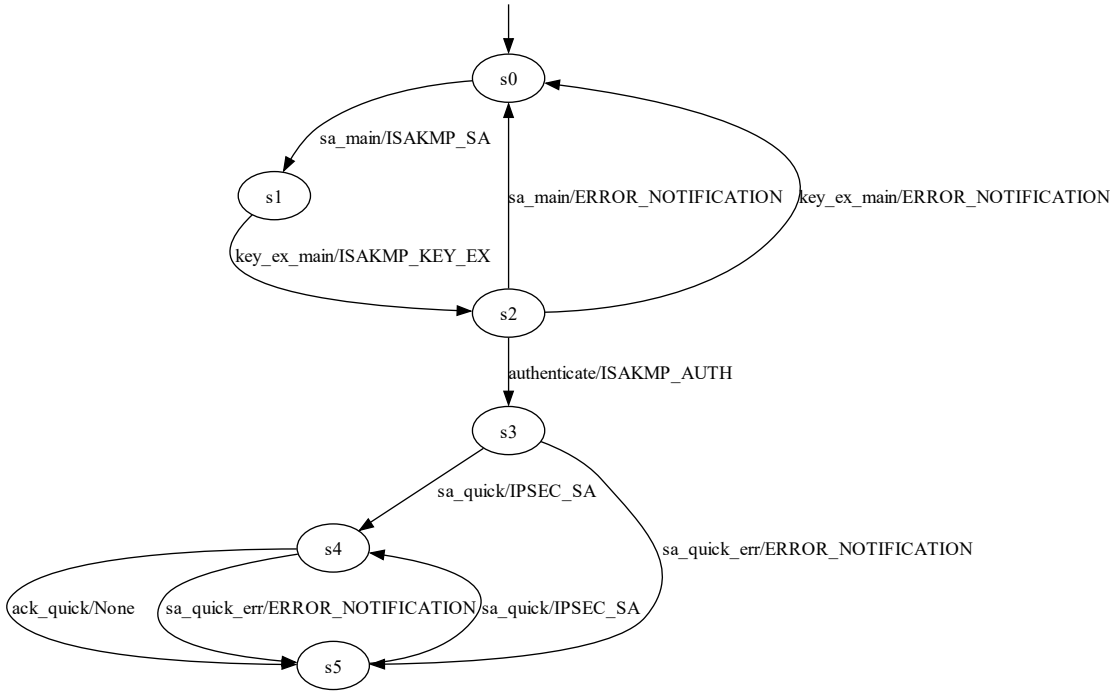 s0
sa_main/ISAKMP_SA
s1
sa_main/ERROR_NOTIFICATION
key_ex_main/ERROR_NOTIFICATION
key_ex_main/ISAKMP_KEY_EX
s2
authenticate/ISAKMP_AUTH
s3
sa_quick/IPSEC_SA
s4
sa_quick_err/ERROR_NOTIFICATION
ack_quick/None
sa_quick_err/ERROR_NOTIFICATION
sa_quick/IPSEC_SA
s5